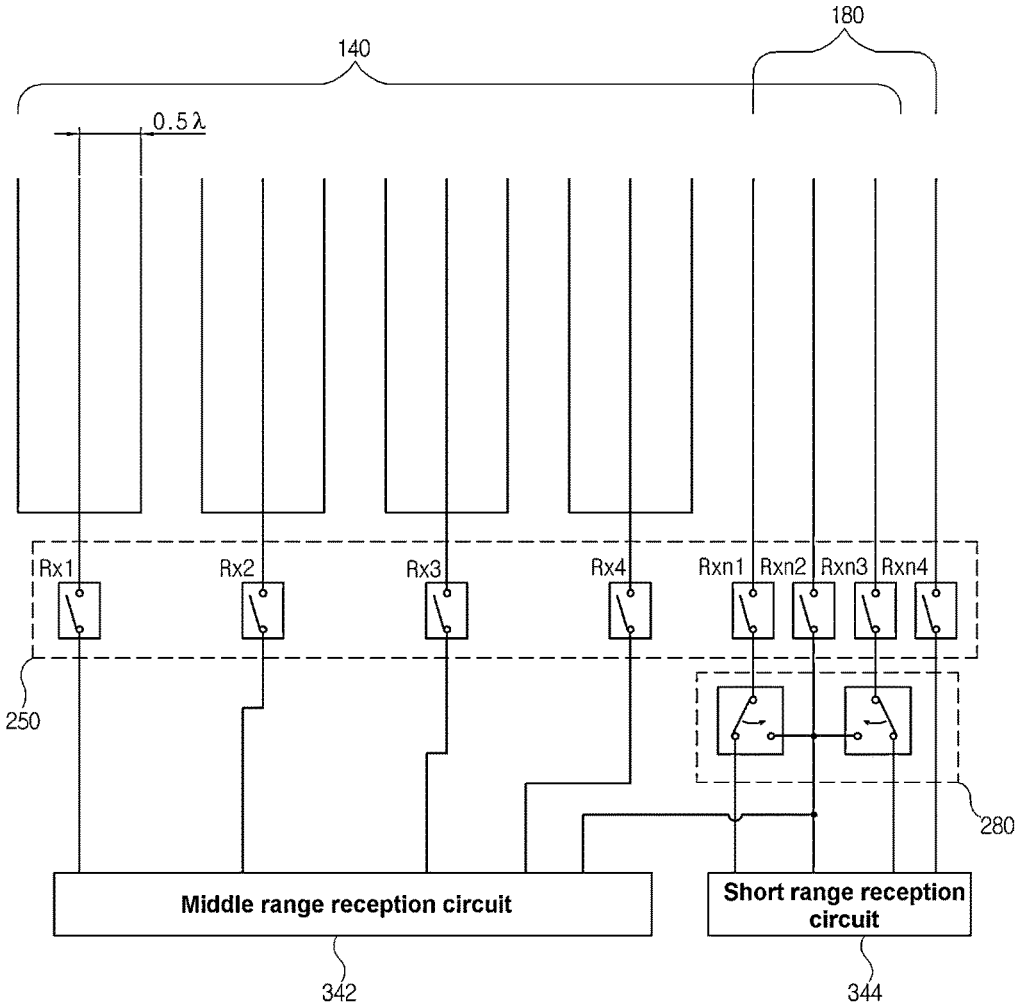 180
140
0.5λ
Rx1
Rx2
Rx3
Rx4
Rxn1
Rxn2
Rxn3
Rxn4
250
280
Middle range reception circuit
Short range reception
circuit
342
344